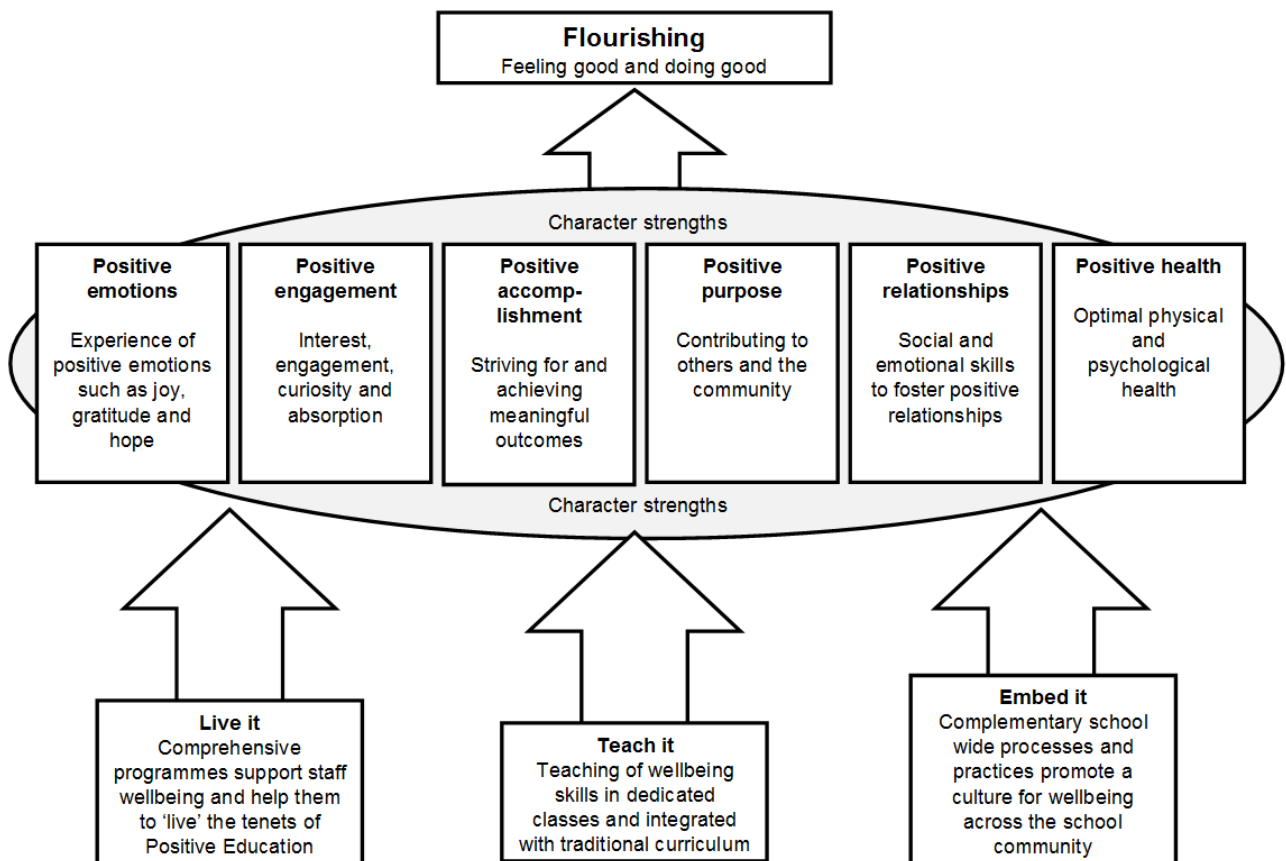 Flourishing
Feeling good and doing good
Character strengths
Positive
emotions
Experience of
positive emotions
such as joy,
gratitude and
hope
Positive
engagement
Interest,
engagement,
curiosity and
absorption
Positive
accomp-
lishment
Striving for and
achieving
meaningful
outcomes
Positive
purpose
Contributing to
others and the
community
Positive
relationships
Social and
emotional skills
to foster positive
relationships
Positive health
Optimal physical
and
psychological
health
Character strengths
Live it
Comprehensive
programmes support staff
wellbeing and help them
to ‘live’ the tenets of
Positive Education
Teach it
Teaching of wellbeing
skills in dedicated
classes and integrated
with traditional curriculum
Embed it
Complementary school
wide processes and
practices promote a
culture for wellbeing
across the school
community